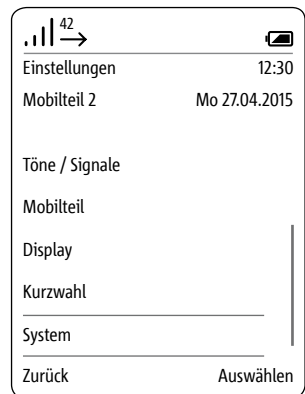 42
Einstellungen 12:30
Mobilteil 2 Mo 27.04.2015
Töne / Signale
Mobilteil
Display
Kurzwahl
System
Zurück Auswählen